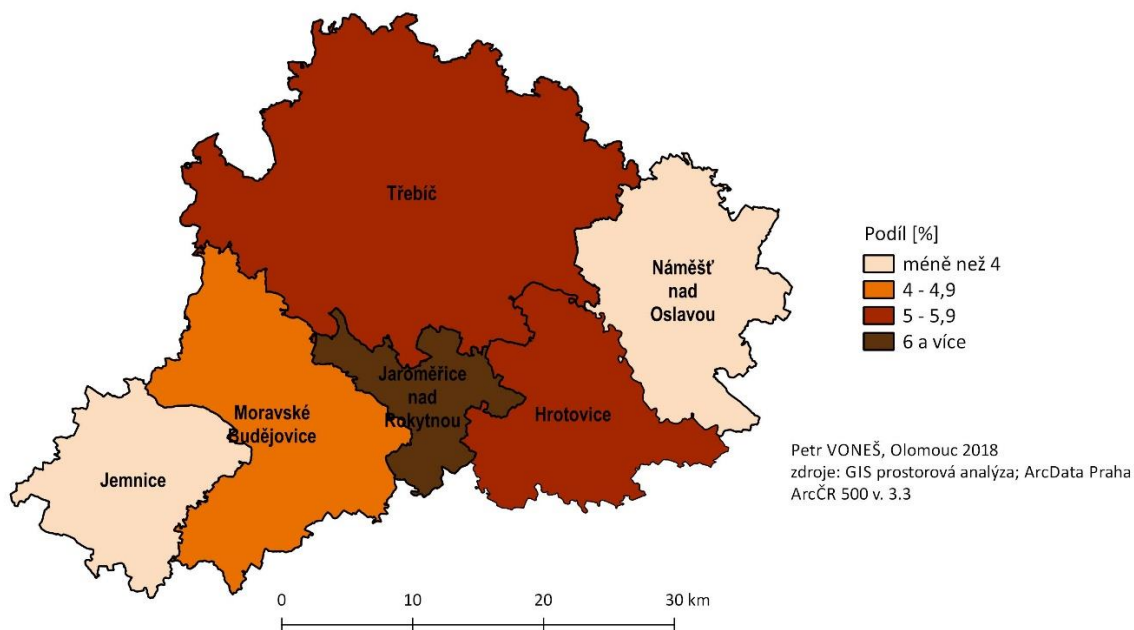 Třebíč
Náměšť
nad
Oslavou
Jaroměřice
nad
Rokytnou
Hrotovice
Moravské
Budějovice
Jemnice
Podíl [%]
méně než 4
4 - 4,9
5 - 5,9
6 a více
Petr VONEŠ, Olomouc 2018
zdroje: GIS prostorová analýza; ArcData Praha
ArcČR 500 v. 3.3
0 10 20 30 km